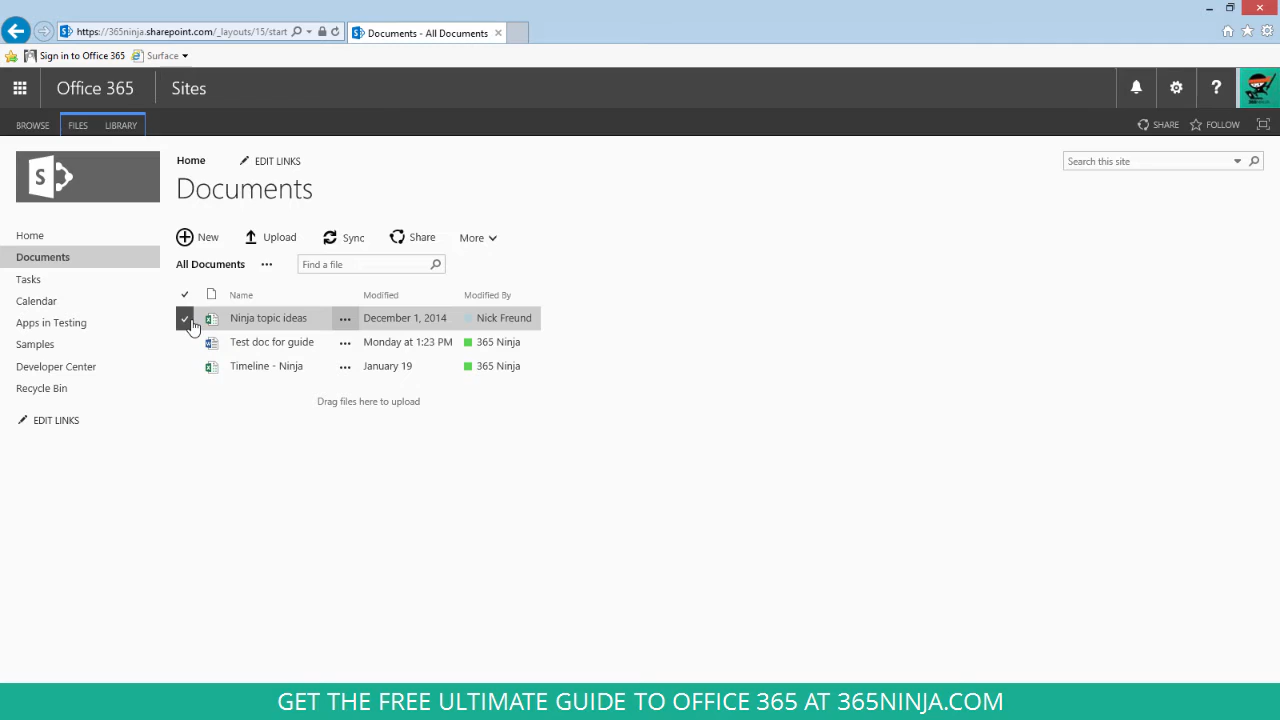 https://365ninja.sharepoint.com/_layouts/15/start
Documents - All Documents
Sign in to Office 365
Surface
Office 365
Sites
BROWSE
FILES
LIBRARY
SHARE
FOLLOW
S
Home
EDIT LINKS
Search this site
Documents
Home
Documents
Tasks
Calendar
Apps in Testing
Samples
Developer Center
Recycle Bin
EDIT LINKS
New
Upload
Sync
Share
More
All Documents ...
Find a file
Name Modified Modified By
Ninja topic ideas ... December 1, 2014 Nick Freund
Test doc for guide ... Monday at 1:23 PM 365 Ninja
Timeline - Ninja ... January 19 365 Ninja
Drag files here to upload
GET THE FREE ULTIMATE GUIDE TO OFFICE 365 AT 365NINJA.COM